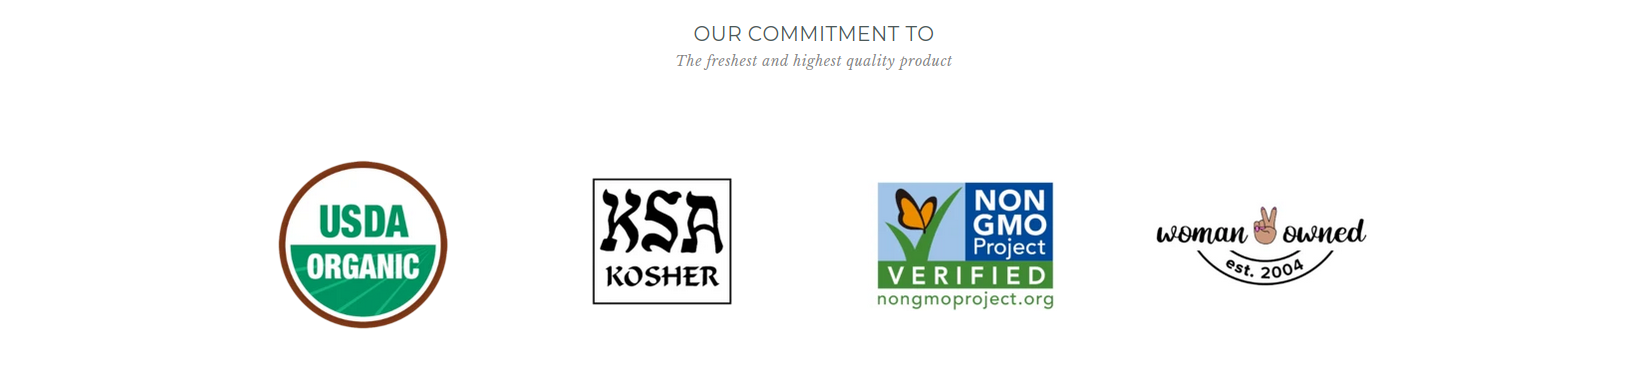 OUR COMMITMENT TO
The freshest and highest quality product
USDA
ORGANIC
KSA
KOSHER
NON
GMO
Project
VERIFIED
nongmoproject.org
woman owned
est. 2004